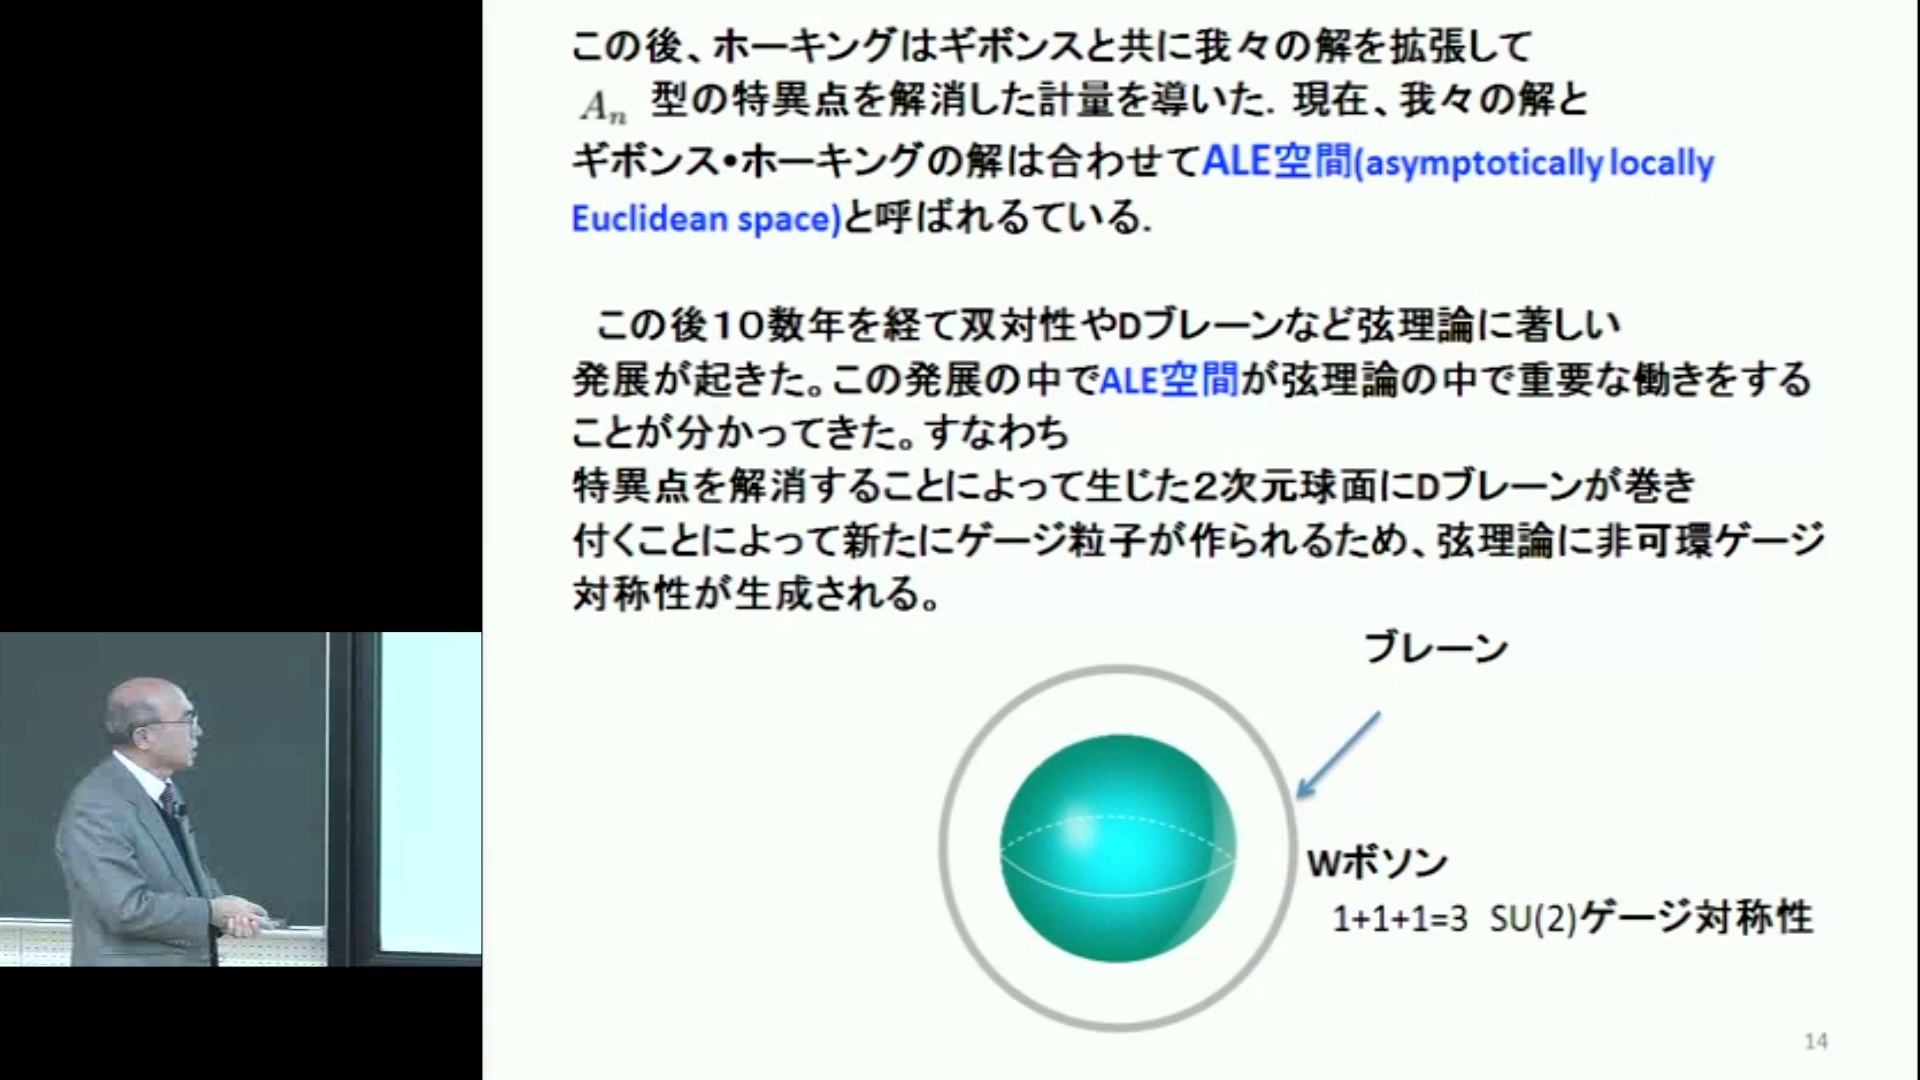 この後、ホーキングはギボンスと共に我々の解を拡張して
Aₙ 型の特異点を解消した計量を導いた. 現在、我々の解と
ギボンス•ホーキングの解は合わせてALE空間(asymptotically locally
Euclidean space)と呼ばれるている.
この後１０数年を経て双対性やDブレーンなど弦理論に著しい
発展が起きた。この発展の中でALE空間が弦理論の中で重要な働きをする
ことが分かってきた。すなわち
特異点を解消することによって生じた２次元球面にDブレーンが巻き
付くことによって新たにゲージ粒子が作られるため、弦理論に非可環ゲージ
対称性が生成される。
ブレーン
Wボソン
1+1+1=3 SU(2)ゲージ対称性
14